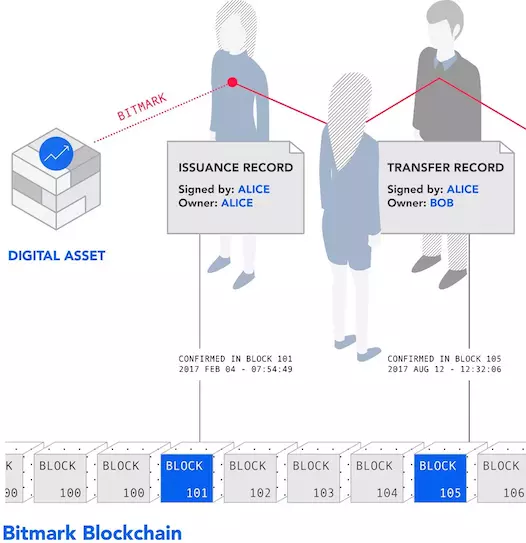 BITMARK
ISSUANCE RECORD
Signed by: ALICE
Owner: ALICE
TRANSFER RECORD
Signed by: ALICE
Owner: BOB
DIGITAL ASSET
CONFIRMED IN BLOCK 101
2017 FEB 04 - 07:54:49
CONFIRMED IN BLOCK 105
2017 AUG 12 - 12:32:06
CK
00
BLOCK
100
BLOCK
100
BLOCK
101
BLOCK
102
BLOCK
103
BLOCK
104
BLOCK
105
BLOCK
106
Bitmark Blockchain